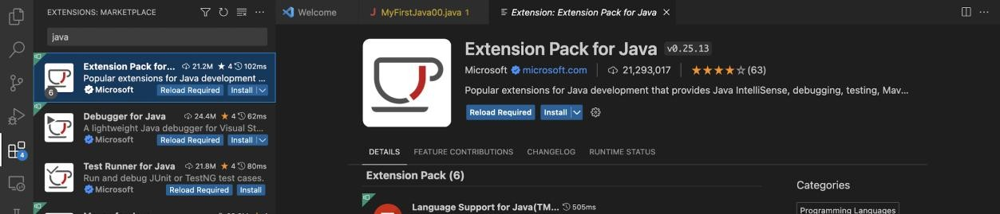 EXTENSIONS: MARKETPLACE
Welcome
J MyFirstJava00.java 1
Extension: Extension Pack for Java
java
Extension Pack for... 21.2M ★ 4 102ms
Popular extensions for Java development ...
Microsoft Reload Required Install
6
Debugger for Java 24.4M ★ 4 62ms
A lightweight Java debugger for Visual St...
Microsoft Reload Required Install
4
Test Runner for Java 21.8M ★ 4 80ms
Run and debug JUnit or TestNG test cases.
Microsoft Reload Required Install
Extension Pack for Java v0.25.13
Microsoft microsoft.com 21,293,017 ★★★★☆ (63)
Popular extensions for Java development that provides Java IntelliSense, debugging, testing, Mav...
Reload Required Install
DETAILS FEATURE CONTRIBUTIONS CHANGELOG RUNTIME STATUS
Extension Pack (6)
Language Support for Java(TM... 505ms
Categories
Programming Languages